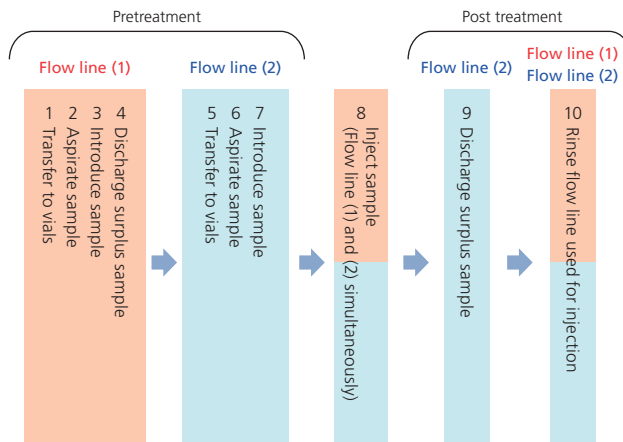 Pretreatment
Post treatment
Flow line (1)
Flow line (2)
Flow line (2)
Flow line (1)
Flow line (2)
1 Transfer to vials
2 Aspirate sample
3 Introduce sample
4 Discharge surplus sample
5 Transfer to vials
6 Aspirate sample
7 Introduce sample
8 Inject sample
(Flow line (1) and (2) simultaneously)
9 Discharge surplus sample
10 Rinse flow line used for injection